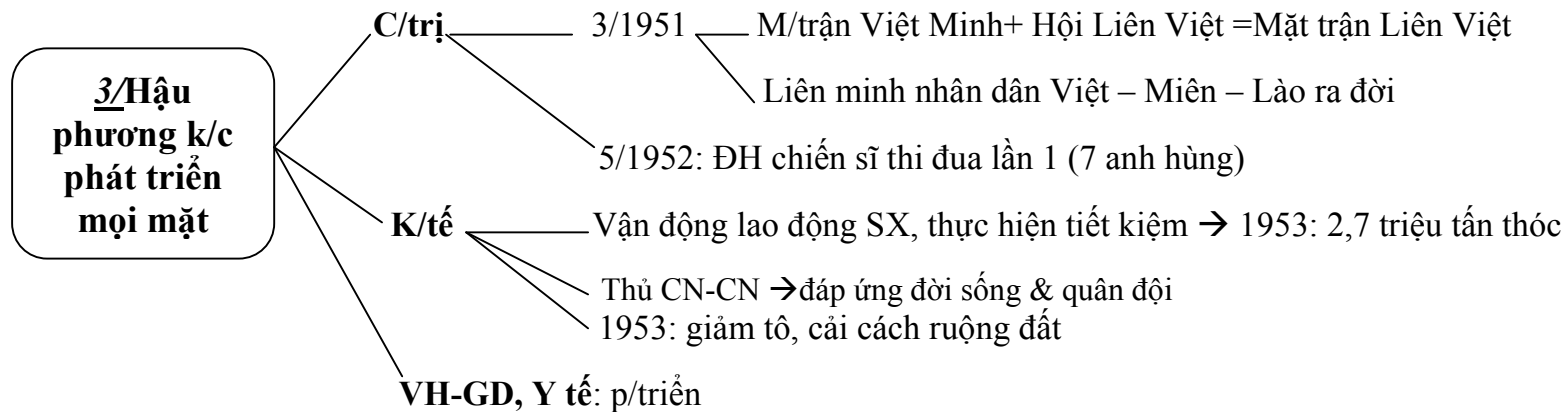 3/Hậu
phương k/c
phát triển
mọi mặt
C/trị
3/1951
M/trận Việt Minh+ Hội Liên Việt =Mặt trận Liên Việt
Liên minh nhân dân Việt – Miên – Lào ra đời
5/1952: ĐH chiến sĩ thi đua lần 1 (7 anh hùng)
K/tế
Vận động lao động SX, thực hiện tiết kiệm → 1953: 2,7 triệu tấn thóc
Thủ CN-CN →đáp ứng đời sống & quân đội
1953: giảm tô, cải cách ruộng đất
VH-GD, Y tế: p/triển